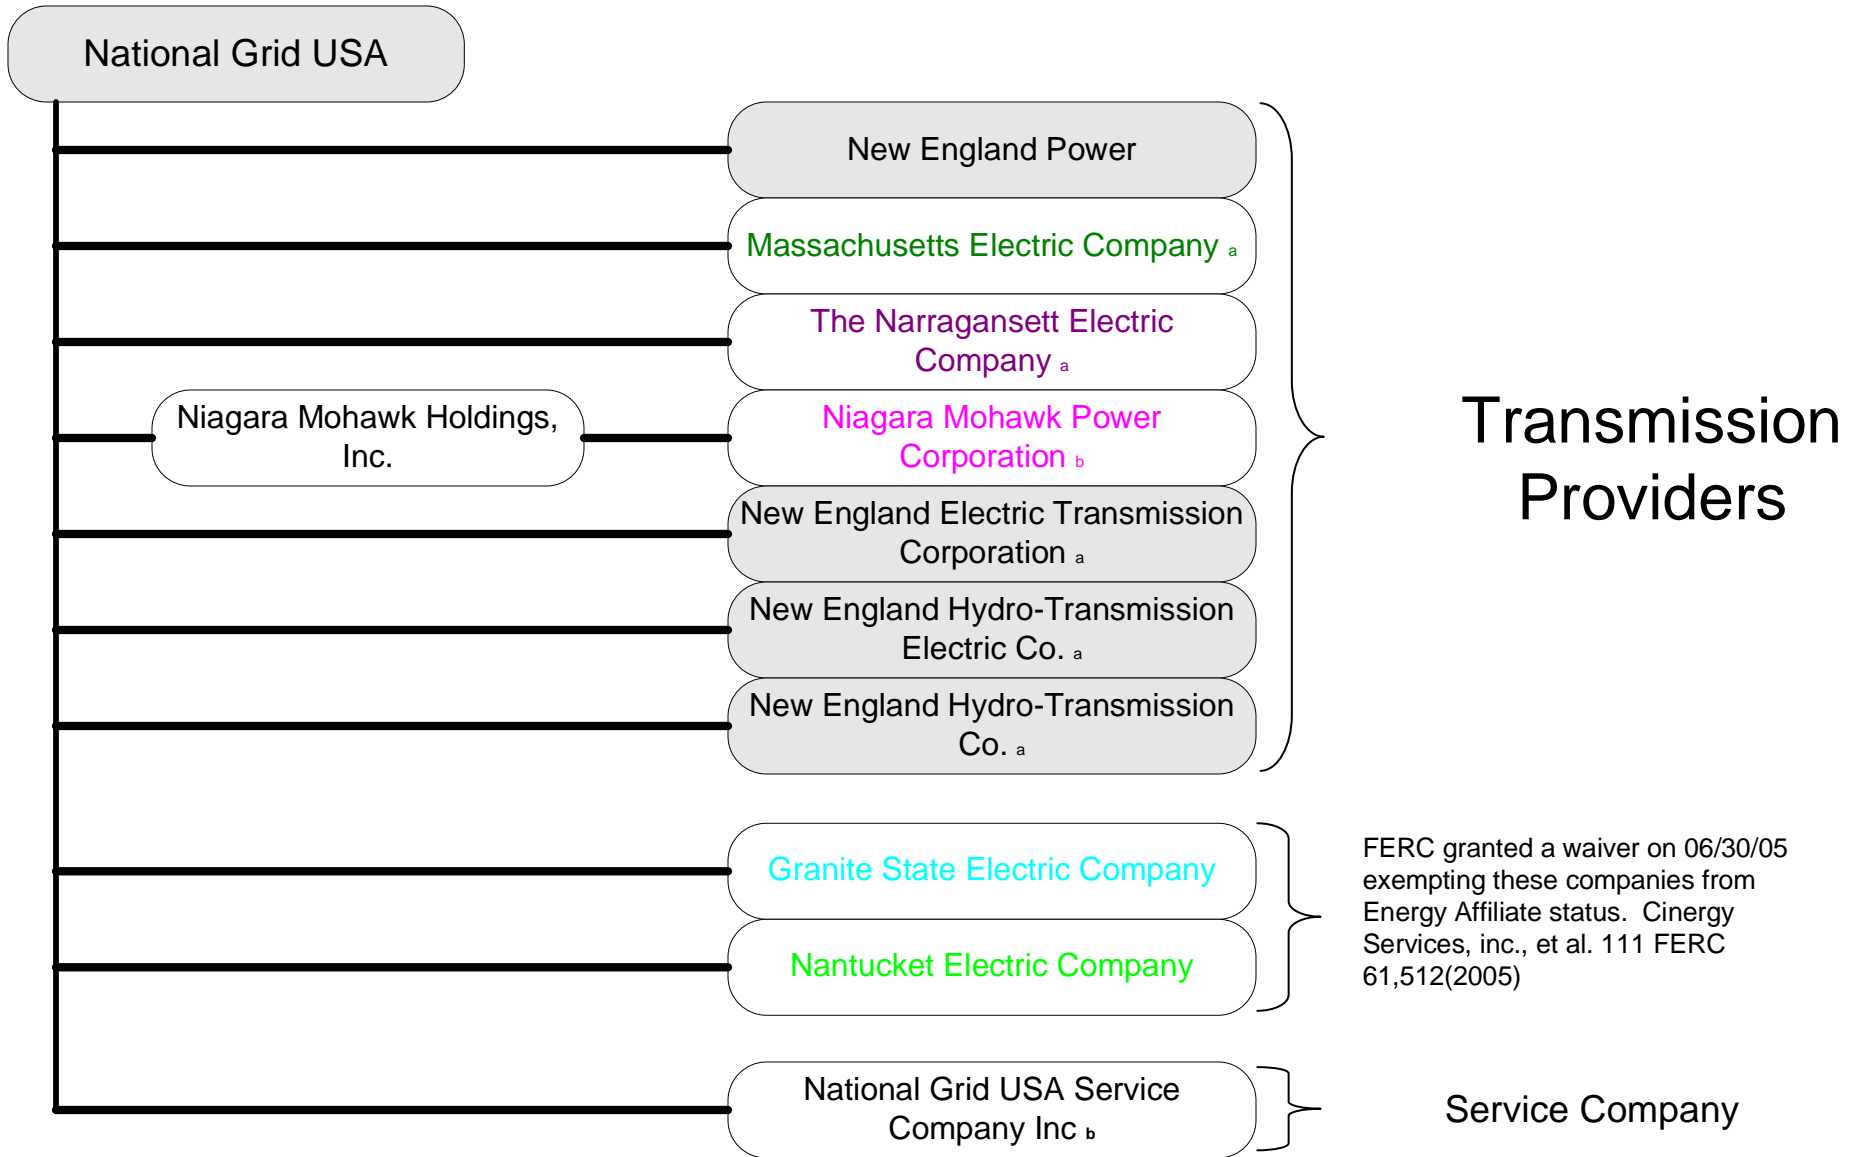 National Grid USA
New England Power
Massachusetts Electric Company a
The Narragansett Electric
Company a
Niagara Mohawk Holdings,
Inc.
Niagara Mohawk Power
Corporation b
New England Electric Transmission
Corporation a
New England Hydro-Transmission
Electric Co. a
New England Hydro-Transmission
Co. a
Transmission
Providers
Granite State Electric Company
Nantucket Electric Company
FERC granted a waiver on 06/30/05
exempting these companies from
Energy Affiliate status.  Cinergy
Services, inc., et al. 111 FERC
61,512(2005)
National Grid USA Service
Company Inc b
Service Company